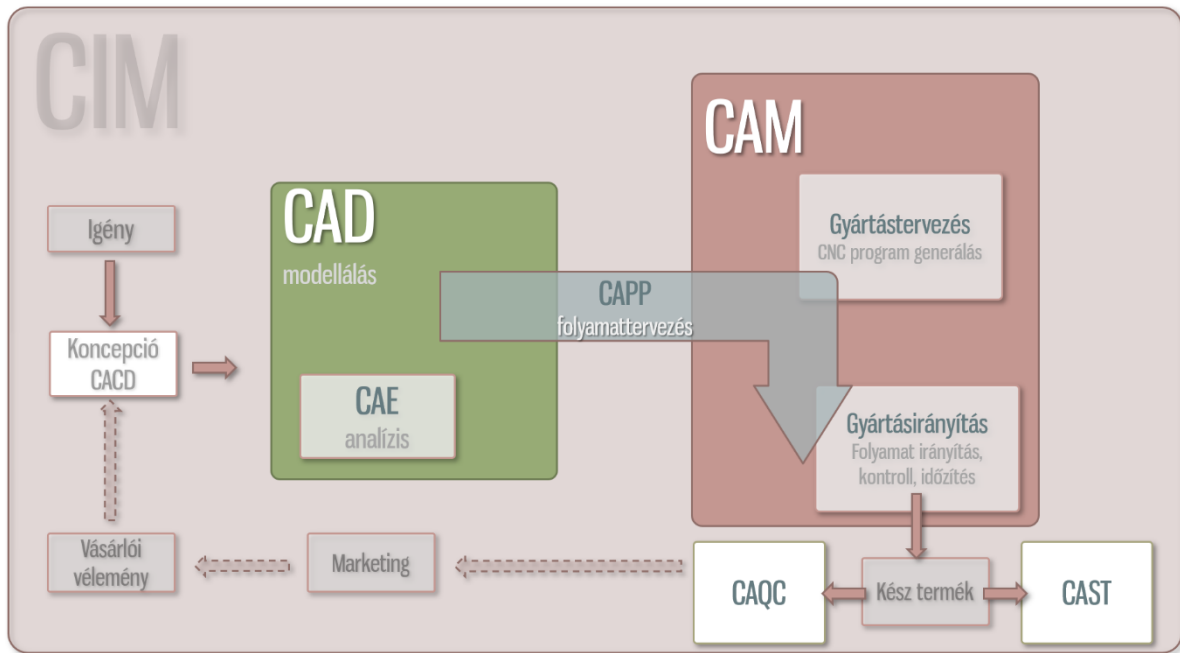 CIM
CAM
CAD
modellálás
Igény
Gyártástervezés
CNC program generálás
CAPP
folyamattervezés
Koncepció
CACD
CAE
analízis
Gyártásirányítás
Folyamat irányítás,
kontroll, időzítés
Vásárlói
vélemény
Marketing
CAQC
Kész termék
CAST